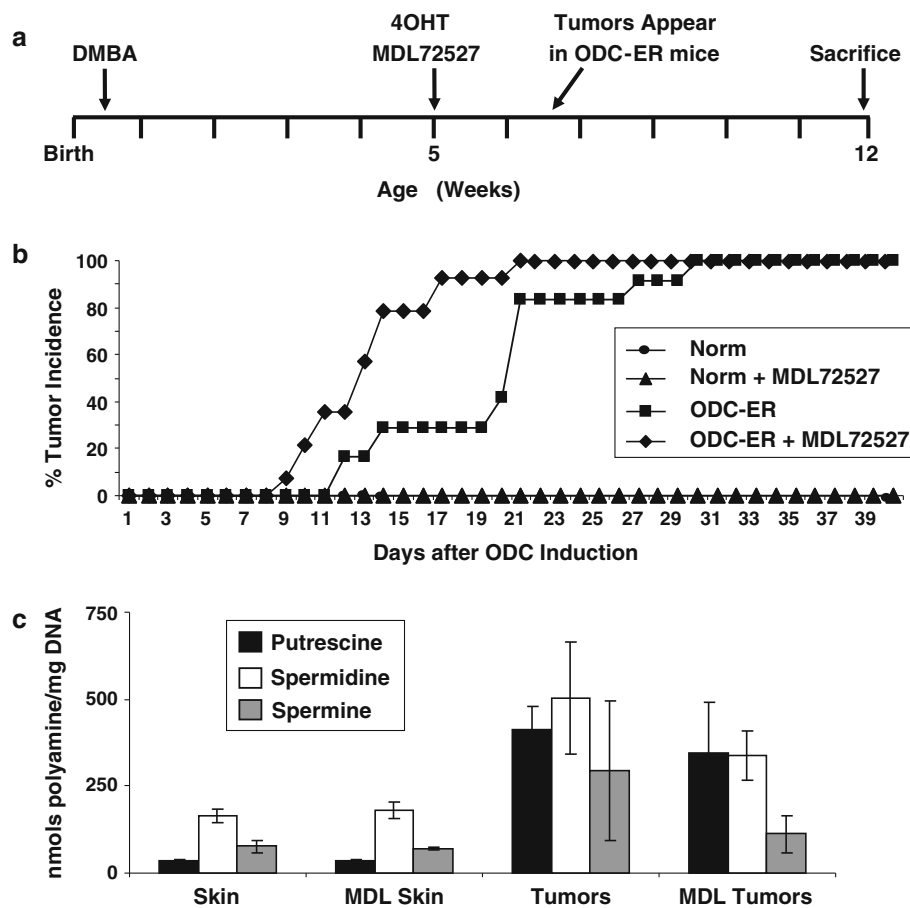 a
DMBA
4OHT
MDL72527
Tumors Appear
in ODC-ER mice
Sacrifice
Birth
5
12
Age (Weeks)
b
% Tumor Incidence
100
80
60
40
20
0
1 3 5 7 9 11 13 15 17 19 21 23 25 27 29 31 33 35 37 39
Days after ODC Induction
Norm
Norm + MDL72527
ODC-ER
ODC-ER + MDL72527
c
nmols polyamine/mg DNA
750
500
250
0
Putrescine
Spermidine
Spermine
Skin
MDL Skin
Tumors
MDL Tumors